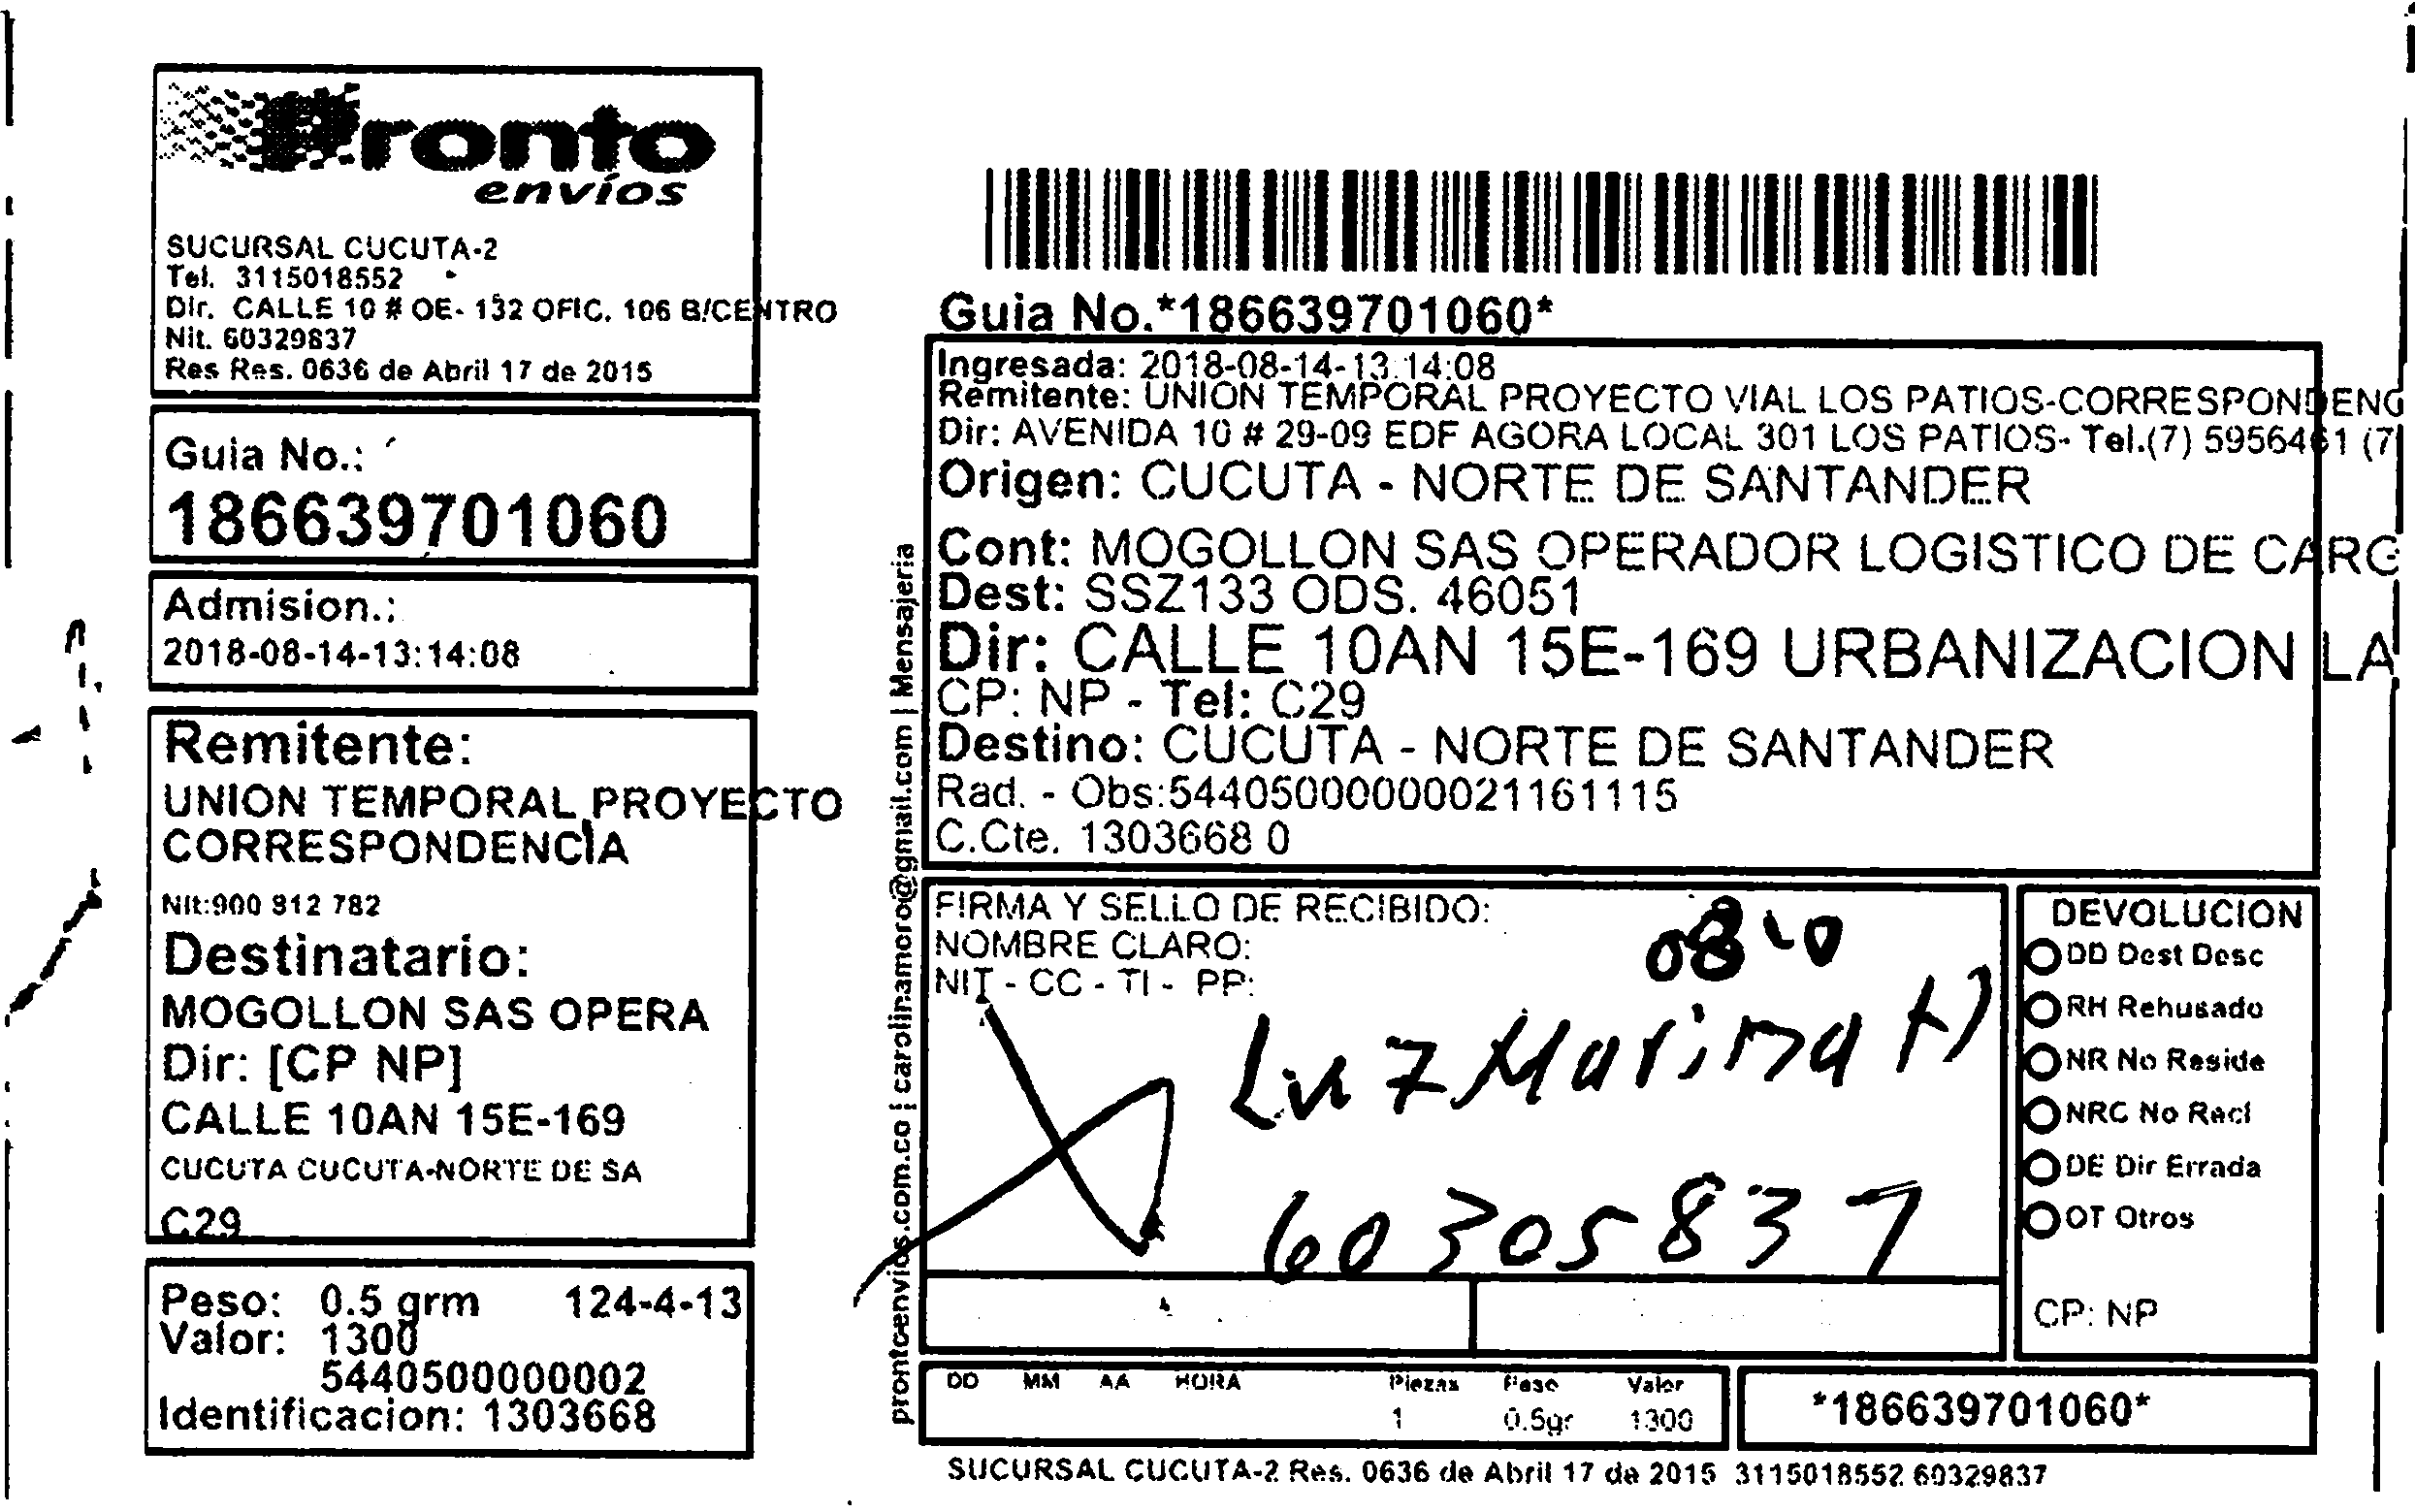 Pronto
envíos
SUCURSAL CUCUTA-2
Tel. 3115018552
Dir. CALLE 10 # OE- 132 OFIC. 106 B/CENTRO
Nit. 60329837
Res Res. 0636 de Abril 17 de 2015
Guia No.:
186639701060
Admision.:
2018-08-14-13:14:08
Remitente:
UNION TEMPORAL PROYECTO
CORRESPONDENCIA
Nit:900 812 782
Destinatario:
MOGOLLON SAS OPERA
Dir: [CP NP]
CALLE 10AN 15E-169
CUCUTA CUCUTA-NORTE DE SA
C29
Peso: 0.5 grm 124-4-13
Valor: 1300
5440500000002
Identificacion: 1303668
prontoenvios.com.co | carolinamoro@gmail.com | Mensajeria
Guia No.*186639701060*
Ingresada: 2018-08-14-13:14:08
Remitente: UNION TEMPORAL PROYECTO VIAL LOS PATIOS-CORRESPONDENC
Dir: AVENIDA 10 # 29-09 EDF AGORA LOCAL 301 LOS PATIOS- Tel.(7) 5956461 (7
Origen: CUCUTA - NORTE DE SANTANDER
Cont: MOGOLLON SAS OPERADOR LOGISTICO DE CARG
Dest: SSZ133 ODS. 46051
Dir: CALLE 10AN 15E-169 URBANIZACION LA
CP: NP - Tel: C29
Destino: CUCUTA - NORTE DE SANTANDER
Rad. - Obs:544050000000021161115
C.Cte. 1303668 0
FIRMA Y SELLO DE RECIBIDO:
NOMBRE CLARO:
NIT - CC - TI - PP:
Luz Marina
60305837
DEVOLUCION
DD Dest Desc
RH Rehusado
NR No Reside
NRC No Recl
DE Dir Errada
OT Otros
CP: NP
DD MM AA HORA Piezas Peso Valor
1 0.5gr 1300
*186639701060*
SUCURSAL CUCUTA-2 Res. 0636 de Abril 17 de 2015 3115018552 60329837